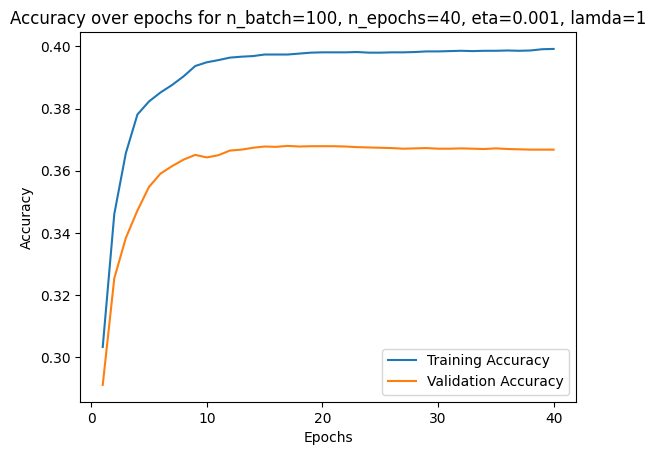 Accuracy over epochs for n_batch=100, n_epochs=40, eta=0.001, lamda=1
0.40
0.38
0.36
0.34
0.32
0.30
Accuracy
Training Accuracy
Validation Accuracy
0
10
20
30
40
Epochs